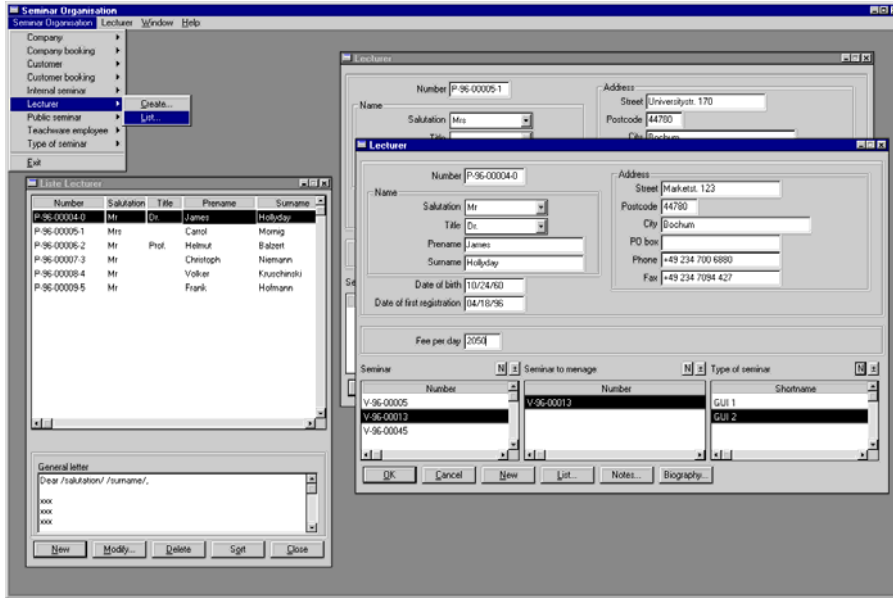 Seminar Organisation
Seminar Organisation Lecturer Window Help
Company
Company booking
Customer
Customer booking
Internal seminar
Lecturer
Public seminar
Teachware employee
Type of seminar
Exit
Create...
List...
Lecturer
Number P-96-00005-1
Name
Salutation Mrs
Title
Address
Street Universitystr. 170
Postcode 44780
City Bochum
Se
Liste Lecturer
Number Salutation Title Prename Surname
P-96-00004-0 Mr Dr. James Hollyday
P-96-00005-1 Mrs Carrol Mornig
P-96-00006-2 Mr Prof. Helmut Balzert
P-96-00007-3 Mr Christoph Niemann
P-96-00008-4 Mr Volker Kruschinski
P-96-00009-5 Mr Frank Hofmann
General letter
Dear /salutation/ /surname/,
xxx
xxx
xxx
New Modify... Delete Sort Close
Lecturer
Number P-96-00004-0
Name
Salutation Mr
Title Dr.
Prename James
Surname Hollyday
Date of birth 10/24/60
Date of first registration 04/18/96
Address
Street Marketst. 123
Postcode 44780
City Bochum
PO box
Phone +49 234 700 6880
Fax +49 234 7094 427
Fee per day 2050
Seminar N ±
Number
V-96-00005
V-96-00013
V-96-00045
Seminar to menage N ±
Number
V-96-00013
Type of seminar N ±
Shortname
GUI 1
GUI 2
OK Cancel New List... Notes... Biography...